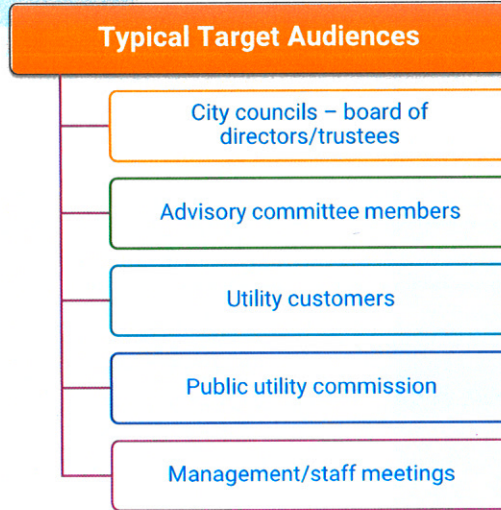 Typical Target Audiences
City councils – board of
directors/trustees
Advisory committee members
Utility customers
Public utility commission
Management/staff meetings